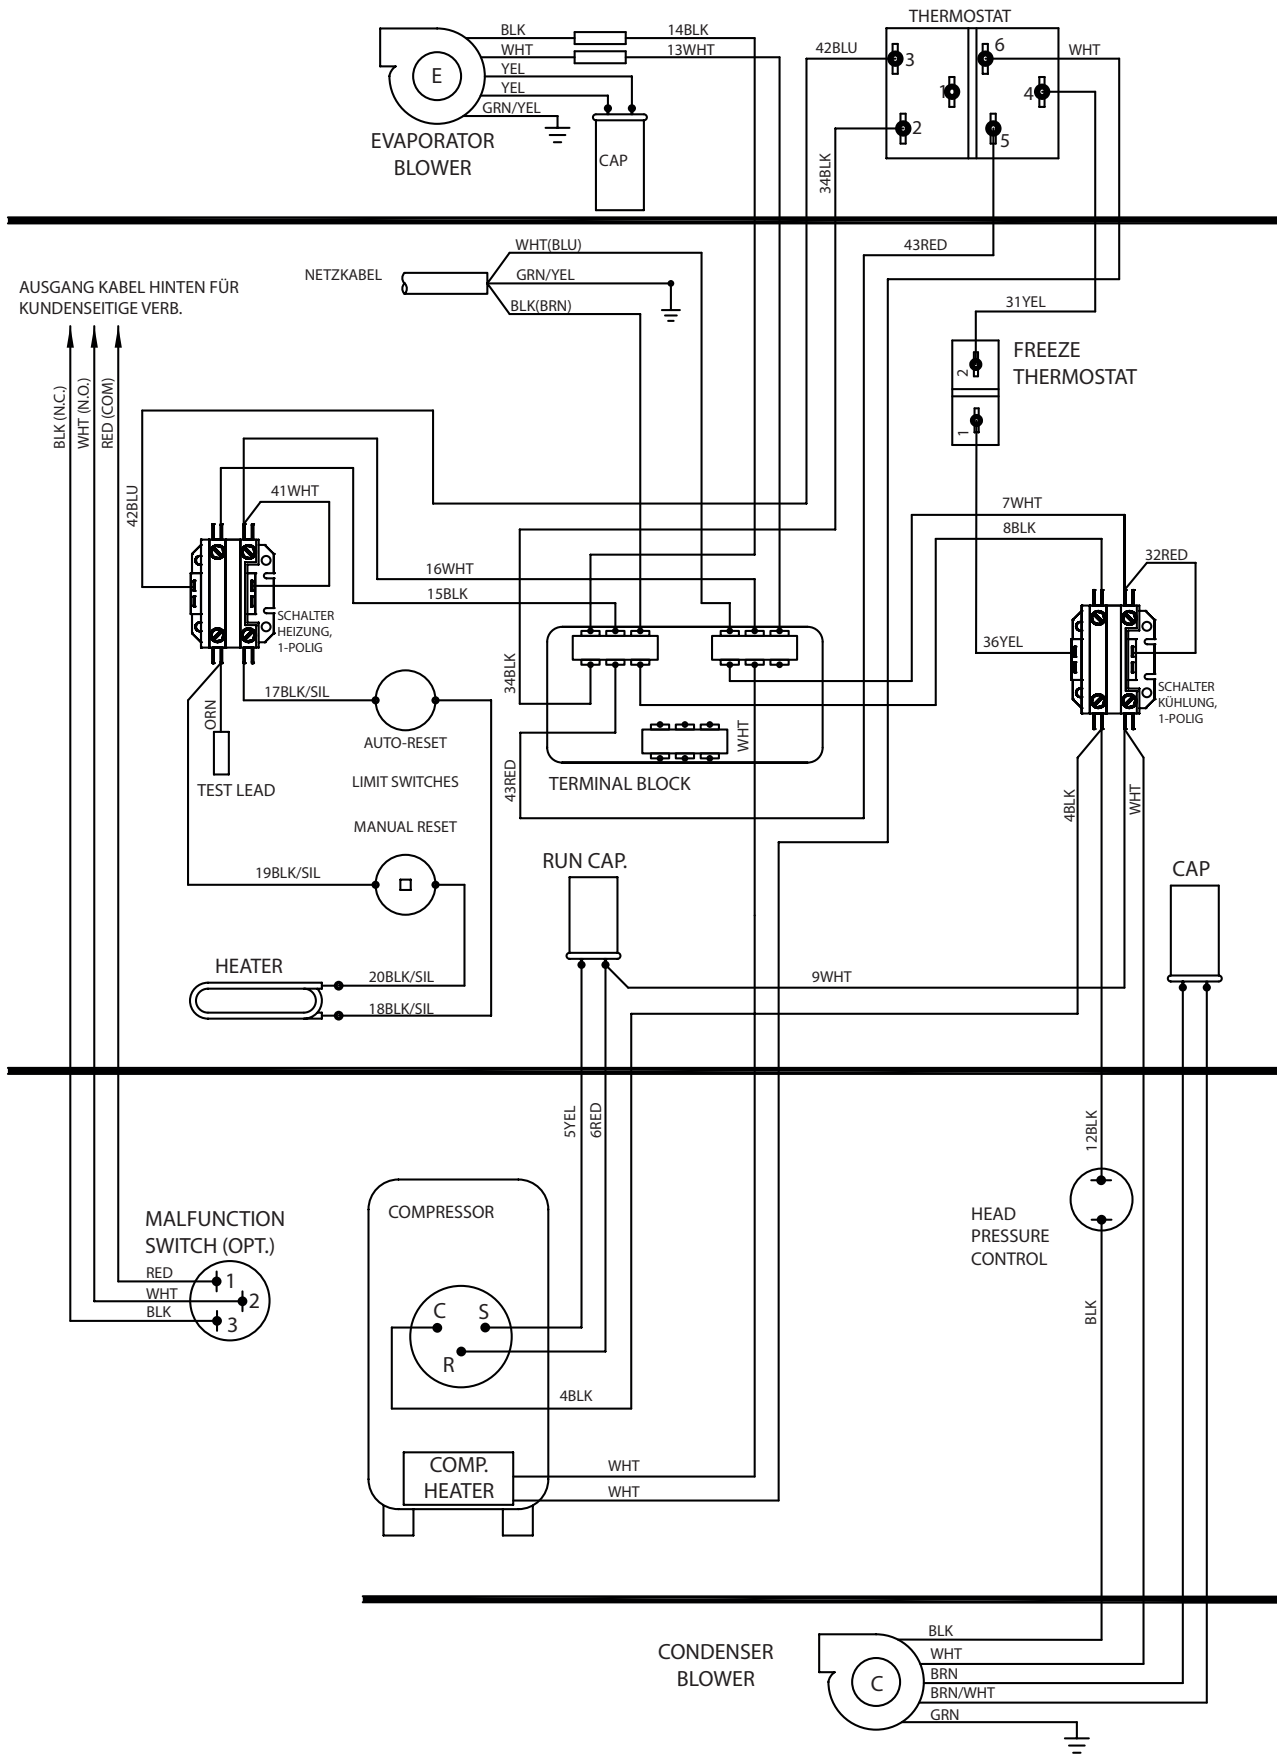 THERMOSTAT
BLK
14BLK
WHT
13WHT
YEL
YEL
GRN/YEL
E
EVAPORATOR
BLOWER
CAP
42BLU
3
6
WHT
1
4
2
5
34BLK
43RED
WHT(BLU)
NETZKABEL
GRN/YEL
BLK(BRN)
AUSGANG KABEL HINTEN FÜR
KUNDENSEITIGE VERB.
BLK (N.C.)
WHT (N.O.)
RED (COM)
31YEL
FREEZE
THERMOSTAT
2
1
42BLU
41WHT
7WHT
8BLK
32RED
16WHT
15BLK
SCHALTER
HEIZUNG,
1-POLIG
36YEL
SCHALTER
KÜHLUNG,
1-POLIG
34BLK
17BLK/SIL
ORN
AUTO-RESET
TEST LEAD
LIMIT SWITCHES
MANUAL RESET
43RED
WHT
TERMINAL BLOCK
4BLK
WHT
19BLK/SIL
RUN CAP.
CAP
HEATER
20BLK/SIL
18BLK/SIL
9WHT
5YEL
6RED
12BLK
MALFUNCTION
SWITCH (OPT.)
RED
1
WHT
2
BLK
3
COMPRESSOR
C
S
R
4BLK
COMP.
HEATER
WHT
WHT
HEAD
PRESSURE
CONTROL
BLK
CONDENSER
BLOWER
C
BLK
WHT
BRN
BRN/WHT
GRN